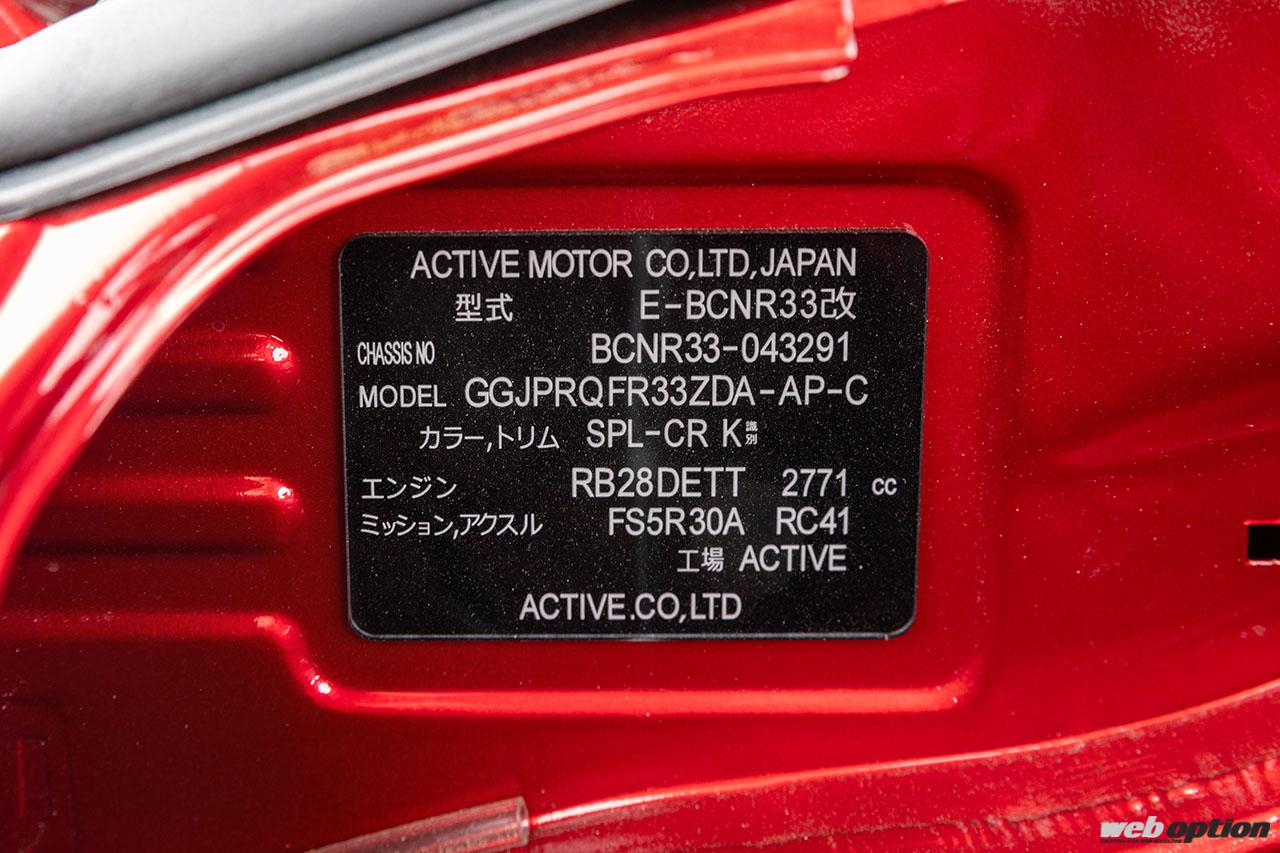 ACTIVE MOTOR CO,LTD,JAPAN
型式 E-BCNR33改
CHASSIS NO BCNR33-043291
MODEL GGJPRQFR33ZDA-AP-C
カラー,トリム SPL-CR K識別
エンジン RB28DETT 2771 cc
ミッション,アクスル FS5R30A RC41
工場 ACTIVE
ACTIVE.CO,LTD
web option